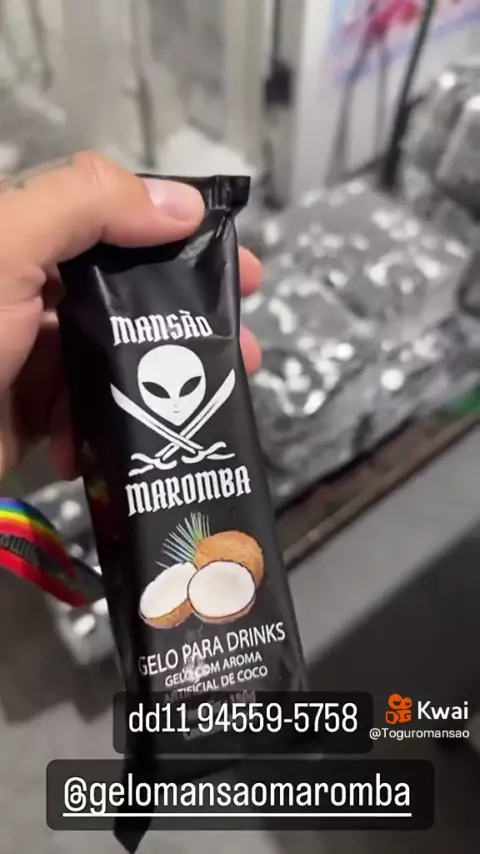 MANSÃO
MAROMBA
GELO PARA DRINKS
GELO COM AROMA
ARTIFICIAL DE COCO
dd11 94559-5758
Kwai
@Toguromansao
@gelomansaomaromba